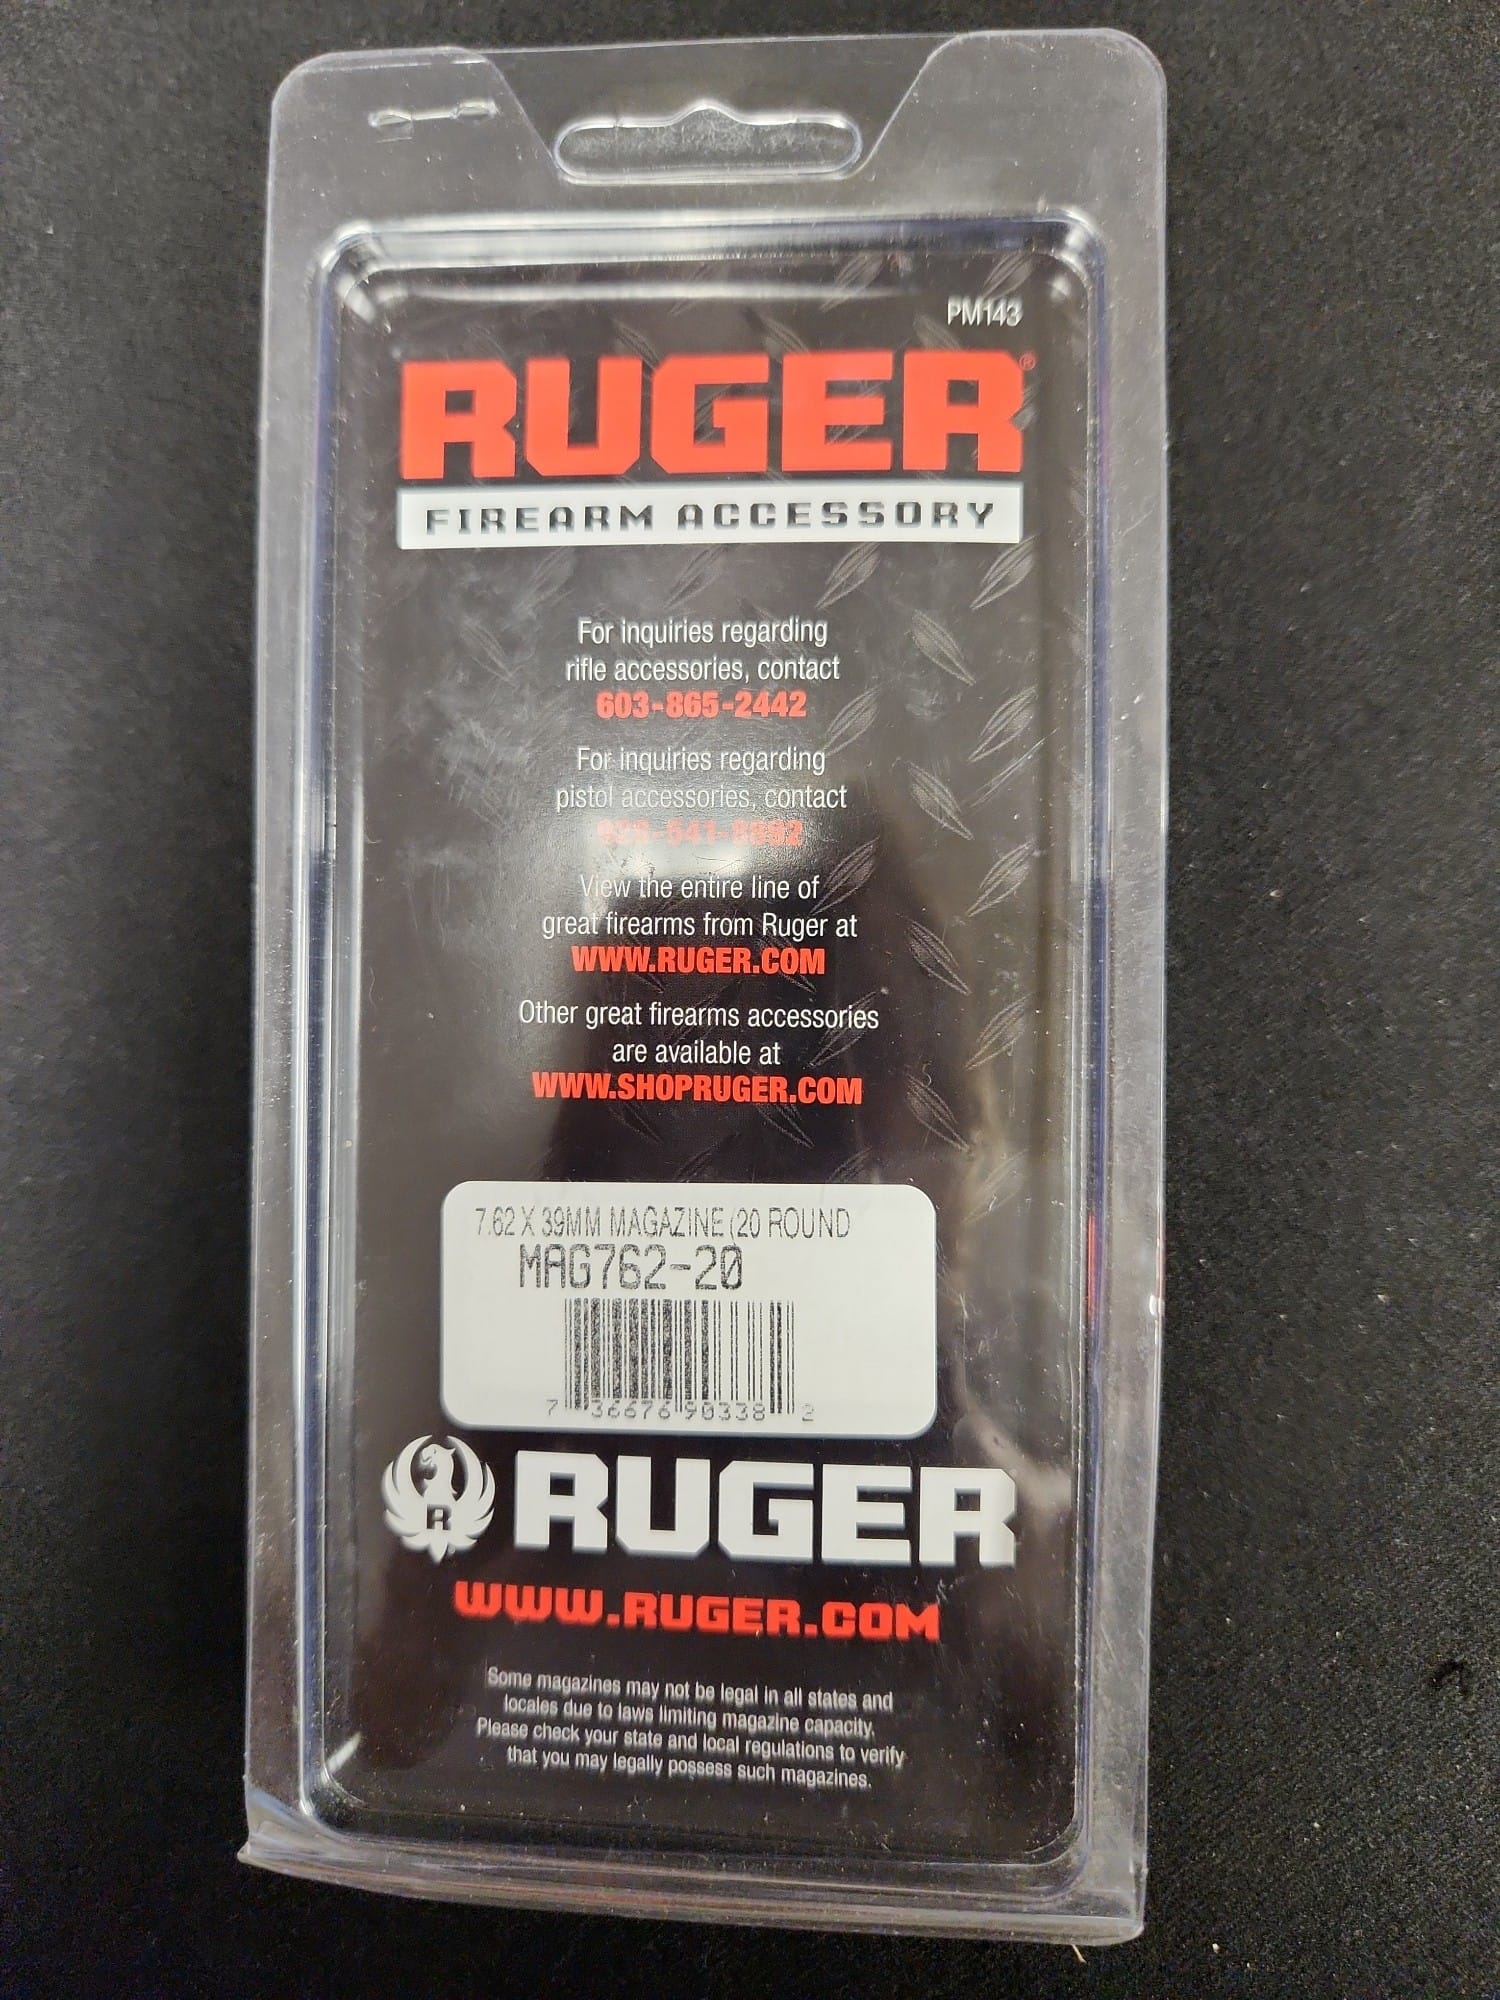 PM143
RUGER®
FIREARM ACCESSORY
For inquiries regarding
rifle accessories, contact
603-865-2442
For inquiries regarding
pistol accessories, contact
View the entire line of
great firearms from Ruger at
WWW.RUGER.COM
Other great firearms accessories
are available at
WWW.SHOPRUGER.COM
7.62 X 39MM MAGAZINE (20 ROUND
MAG762-20
7 36676 90338 2
R
RUGER
WWW.RUGER.COM
Some magazines may not be legal in all states and
locales due to laws limiting magazine capacity.
Please check your state and local regulations to verify
that you may legally possess such magazines.